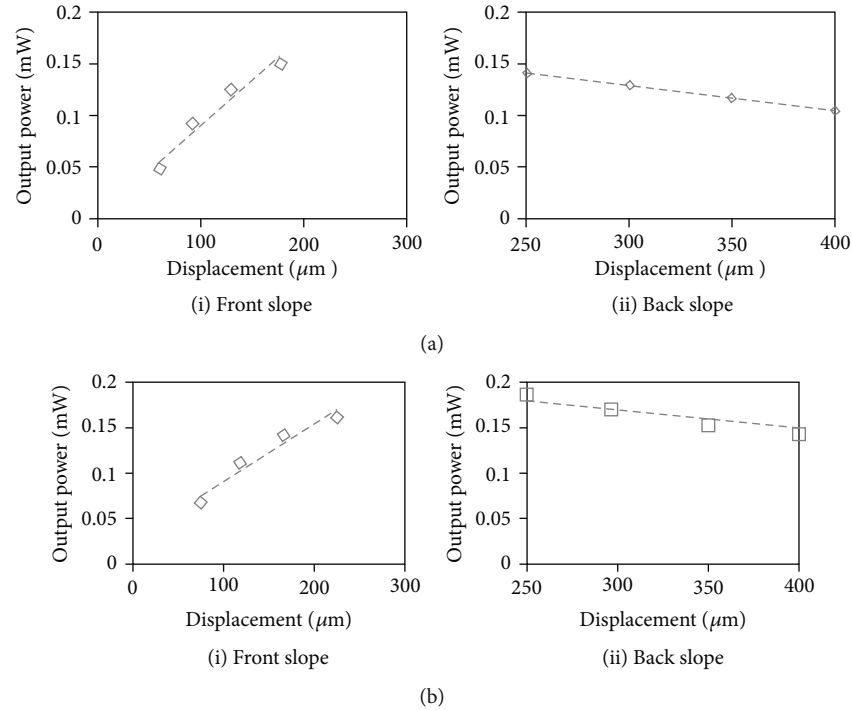 0.2
0.15
0.1
0.05
0
Output power (mW)
0 100 200 300
Displacement (μm )
(i) Front slope
0.2
0.15
0.1
0.05
0
Output power (mW)
250 300 350 400
Displacement (μm )
(ii) Back slope
(a)
0.2
0.15
0.1
0.05
0
Output power (mW)
0 100 200 300
Displacement (μm)
(i) Front slope
0.2
0.15
0.1
0.05
0
Output power (mW)
250 300 350 400
Displacement (μm)
(ii) Back slope
(b)